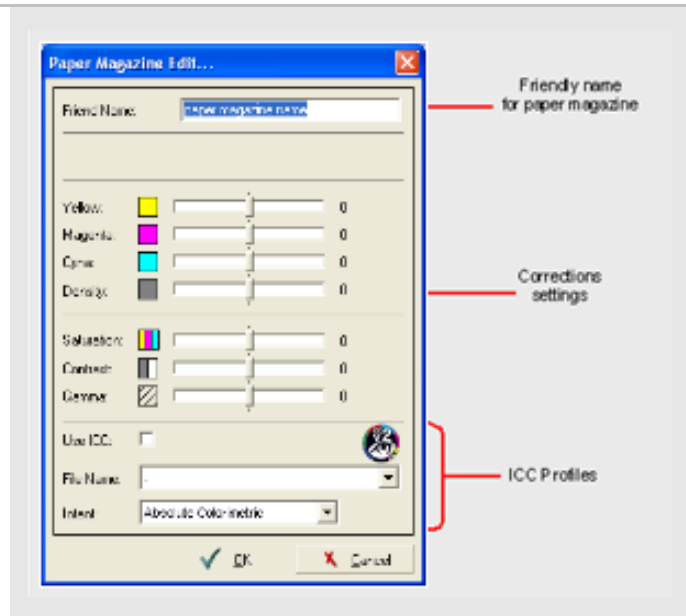 Paper Magazine Edit...
Friend Name:
paper magazine name
Friendly name
for paper magazine
Yellow:
0
Magenta:
0
Cyan:
0
Density:
0
Corrections
settings
Saturation:
0
Contrast:
0
Gamma:
0
Use ICC:
File Name:
-
ICC Profiles
Intent:
Absolute Colorimetric
OK
Cancel